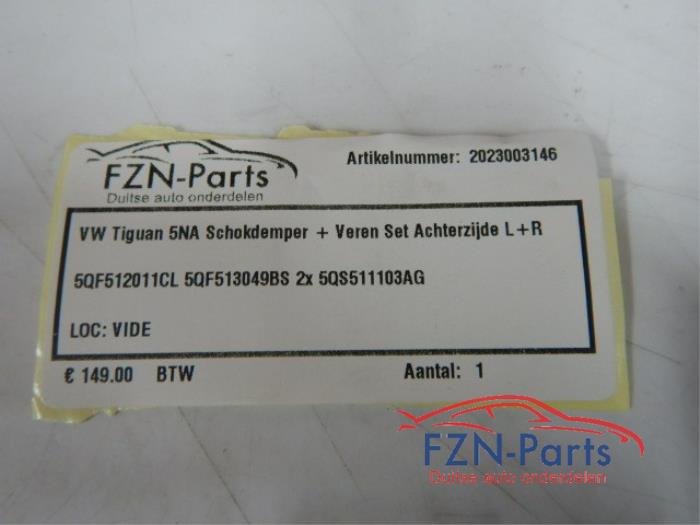 FZN-Parts
Duitse auto onderdelen
Artikelnummer: 2023003146
VW Tiguan 5NA Schokdemper + Veren Set Achterzijde L+R
5QF512011CL 5QF513049BS 2x 5QS511103AG
LOC: VIDE
€ 149.00 BTW
Aantal: 1
FZN-Parts
Duitse auto onderdelen